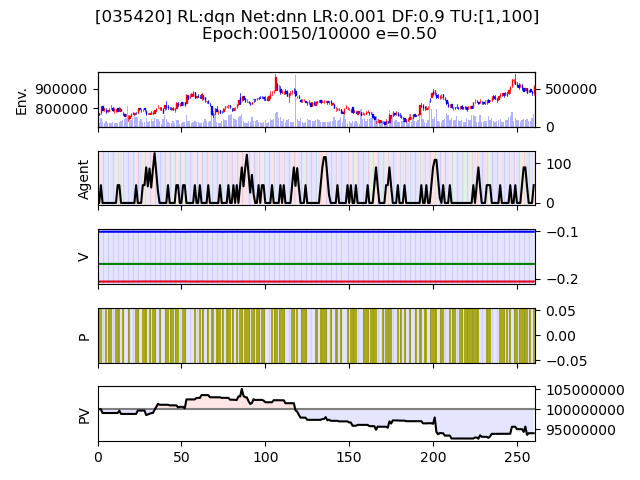 [035420] RL:dqn Net:dnn LR:0.001 DF:0.9 TU:[1,100]
Epoch:00150/10000 e=0.50
Env.
900000
800000
500000
0
Agent
100
0
V
−0.1
−0.2
P
0.05
0.00
−0.05
PV
105000000
100000000
95000000
0 50 100 150 200 250